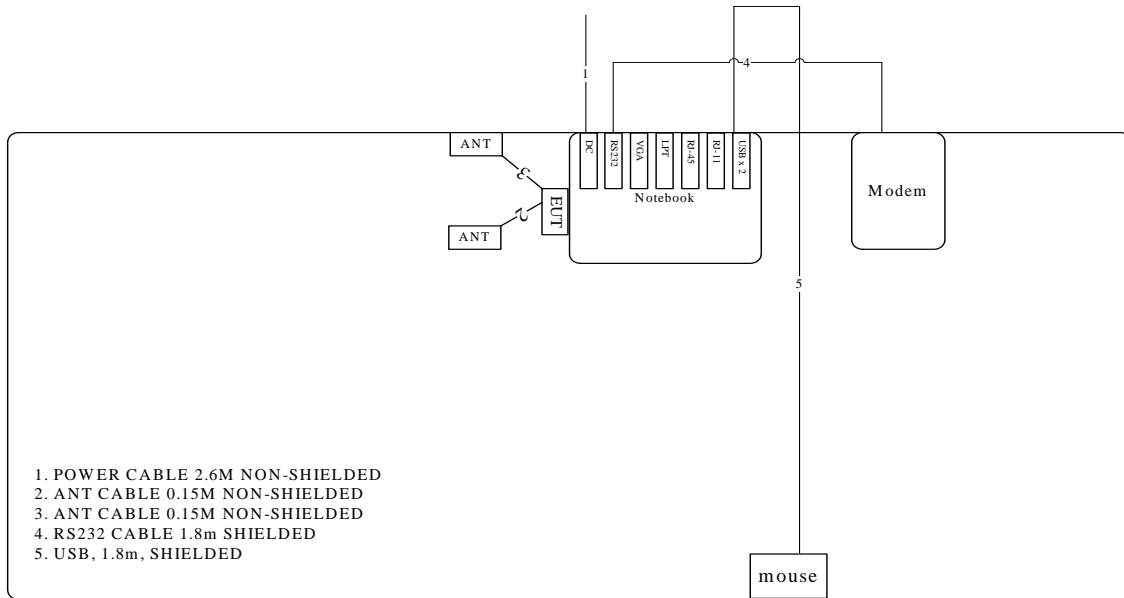 1
4
ANT
3
EUT
2
ANT
DC
RS232
VGA
LPT
RJ-45
RJ-11
USB x 2
Notebook
Modem
5
1. POWER CABLE 2.6M NON-SHIELDED
2. ANT CABLE 0.15M NON-SHIELDED
3. ANT CABLE 0.15M NON-SHIELDED
4. RS232 CABLE 1.8m SHIELDED
5. USB, 1.8m, SHIELDED
mouse